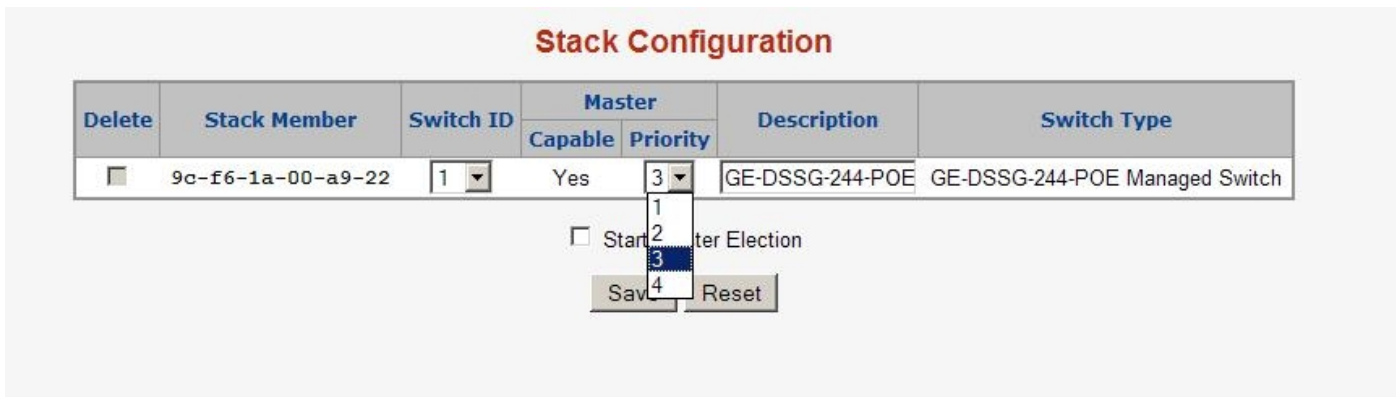 Stack Configuration
Delete Stack Member Switch ID Master Description Switch Type
Capable Priority
9c-f6-1a-00-a9-22 1 Yes 3 GE-DSSG-244-POE GE-DSSG-244-POE Managed Switch
1
2
3
4
Start ter Election
Reset